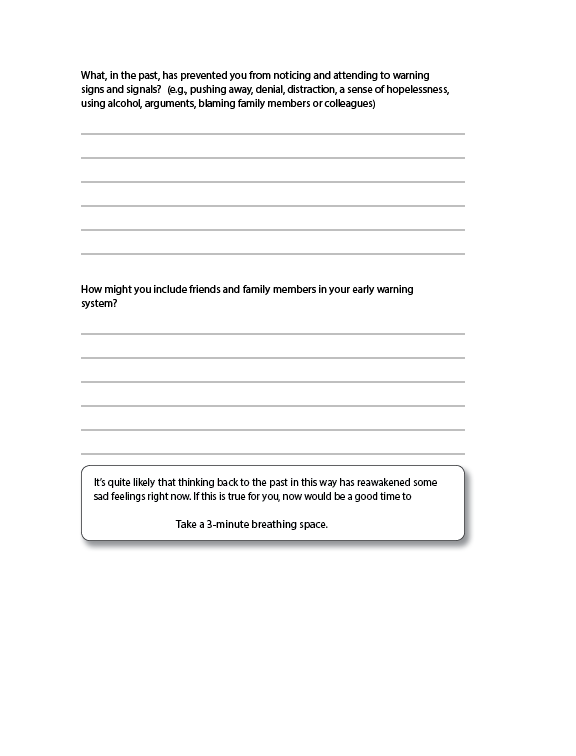 What, in the past, has prevented you from noticing and attending to warning
signs and signals? (e.g., pushing away, denial, distraction, a sense of hopelessness,
using alcohol, arguments, blaming family members or colleagues)
How might you include friends and family members in your early warning
system?
It's quite likely that thinking back to the past in this way has reawakened some
sad feelings right now. If this is true for you, now would be a good time to
Take a 3-minute breathing space.